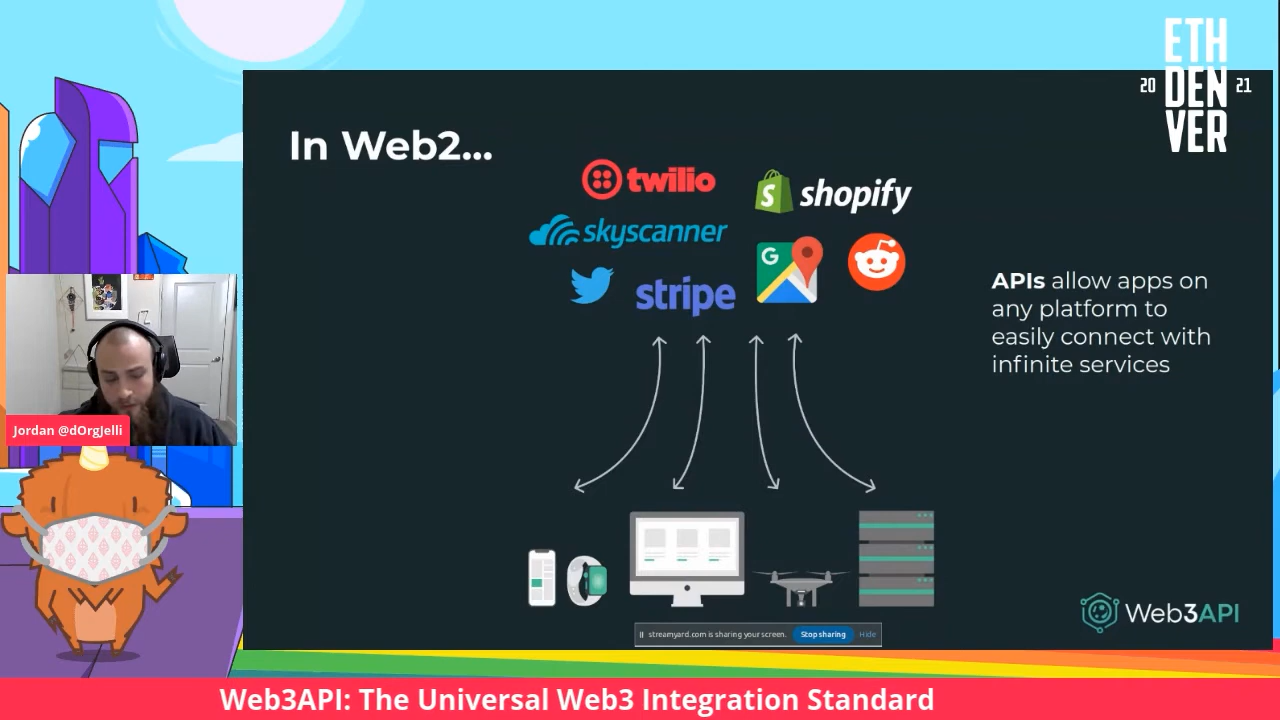 ETH
20 DEN 21
VER
In Web2...
twilio
shopify
skyscanner
G
stripe
APIs allow apps on
any platform to
easily connect with
infinite services
Jordan @dOrgJelli
Web3API
streamyard.com is sharing your screen. Stop sharing Hide
Web3API: The Universal Web3 Integration Standard